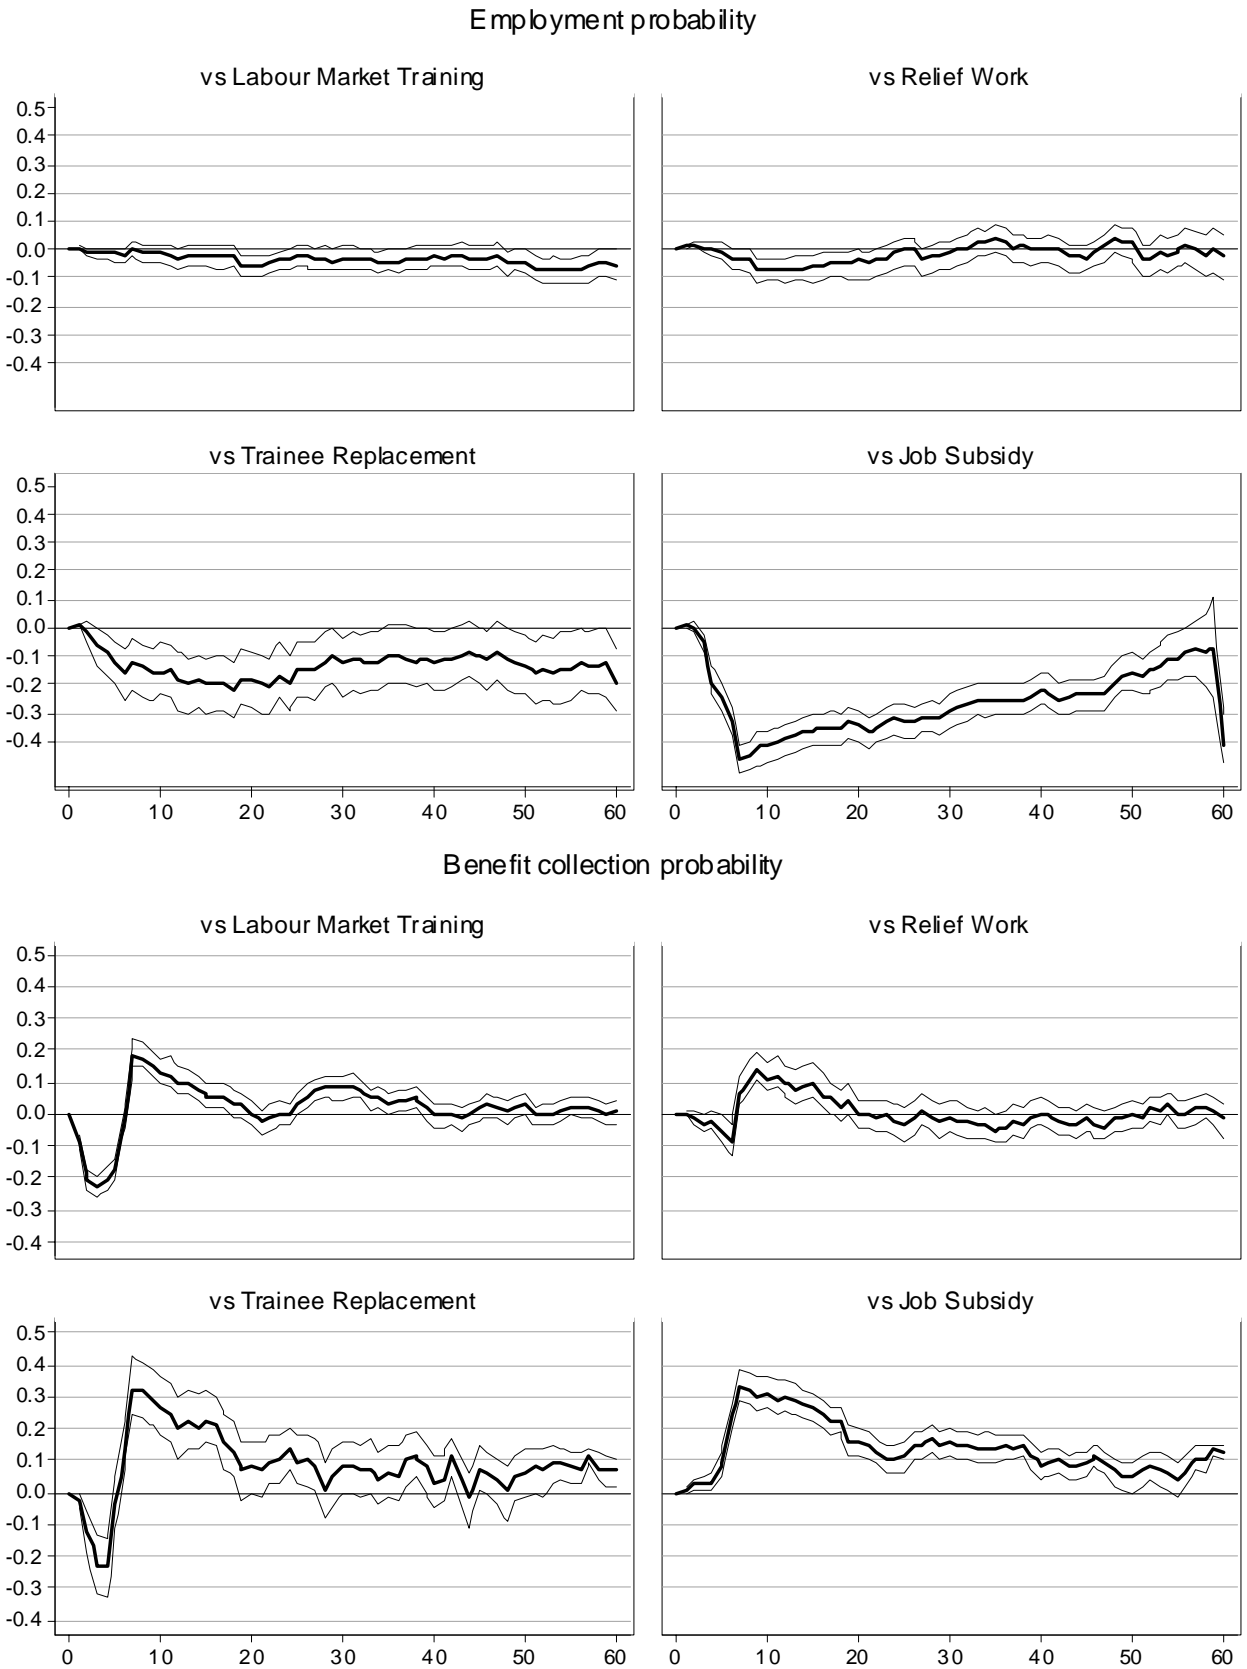 Employment probability
vs Labour Market Training
vs Relief Work
0.5
0.4
0.3
0.2
0.1
0.0
-0.1
-0.2
-0.3
-0.4
vs Trainee Replacement
vs Job Subsidy
0.5
0.4
0.3
0.2
0.1
0.0
-0.1
-0.2
-0.3
-0.4
0 10 20 30 40 50 60
0 10 20 30 40 50 60
Benefit collection probability
vs Labour Market Training
vs Relief Work
0.5
0.4
0.3
0.2
0.1
0.0
-0.1
-0.2
-0.3
-0.4
vs Trainee Replacement
vs Job Subsidy
0.5
0.4
0.3
0.2
0.1
0.0
-0.1
-0.2
-0.3
-0.4
0 10 20 30 40 50 60
0 10 20 30 40 50 60